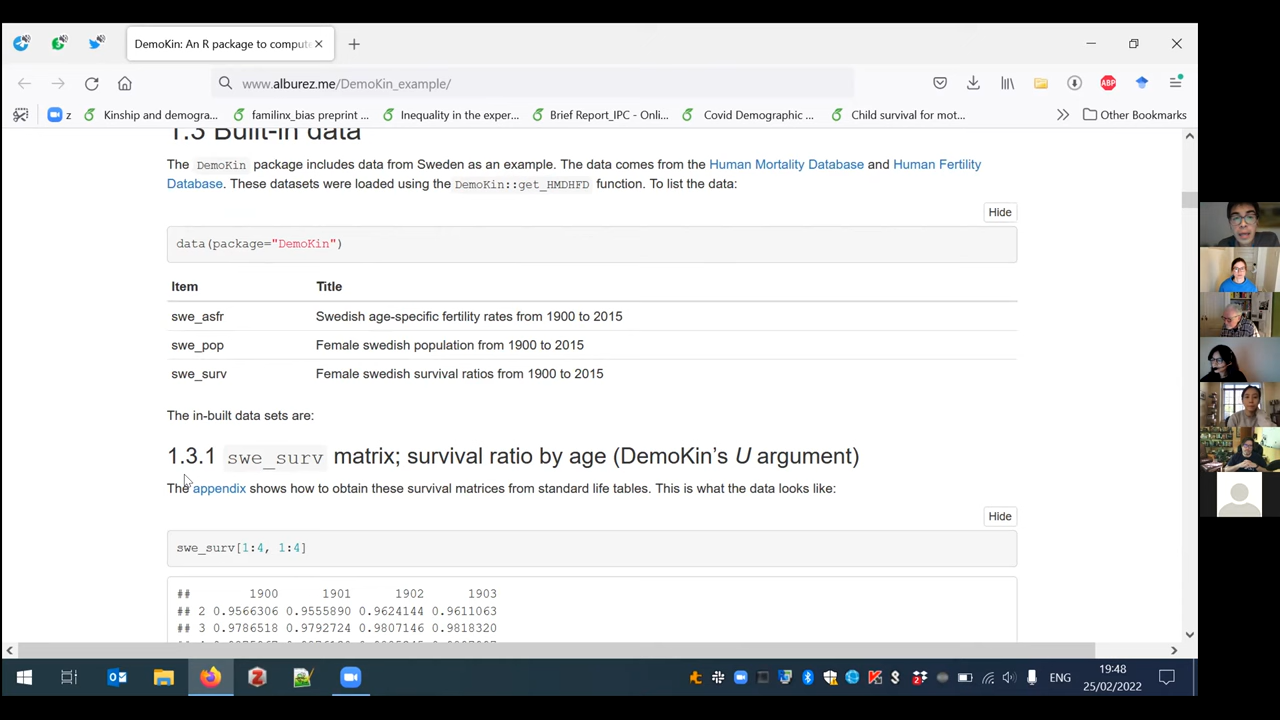 DemoKin: An R package to comput
www.alburez.me/DemoKin_example/
ABP
z
Kinship and demogra...
familinx_bias preprint ...
Inequality in the exper...
Brief Report_IPC - Onli...
Covid Demographic ...
Child survival for mot...
Other Bookmarks
1.3 Built-in data
The DemoKin package includes data from Sweden as an example. The data comes from the Human Mortality Database and Human Fertility
Database. These datasets were loaded using the DemoKin::get_HMDHFD function. To list the data:
Hide
data(package="DemoKin")
Item Title
swe_asfr Swedish age-specific fertility rates from 1900 to 2015
swe_pop Female swedish population from 1900 to 2015
swe_surv Female swedish survival ratios from 1900 to 2015
The in-built data sets are:
1.3.1 swe_surv matrix; survival ratio by age (DemoKin's U argument)
The appendix shows how to obtain these survival matrices from standard life tables. This is what the data looks like:
Hide
swe_surv[1:4, 1:4]
## 1900 1901 1902 1903
## 2 0.9566306 0.9555890 0.9624144 0.9611063
## 3 0.9786518 0.9792724 0.9807146 0.9818320
ENG
19:48
25/02/2022